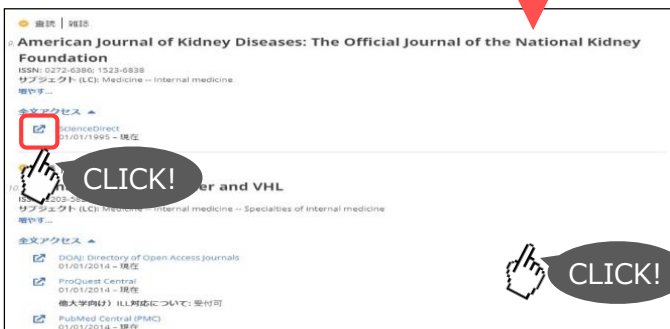 査読 | 雑誌
9. American Journal of Kidney Diseases: The Official Journal of the National Kidney
Foundation
ISSN: 0272-6386; 1523-6838
サブジェクト (LC): Medicine -- Internal medicine
増やす...
全文アクセス ▲
ScienceDirect
01/01/1995 – 現在
CLICK!
10. er and VHL
サブジェクト (LC): Medicine -- Internal medicine -- Specialties of internal medicine
増やす...
全文アクセス ▲
DOAJ: Directory of Open Access Journals
01/01/2014 – 現在
ProQuest Central
01/01/2014 – 現在
他大学向け）ILL対応について: 受付可
CLICK!
PubMed Central (PMC)
01/01/2014 – 現在